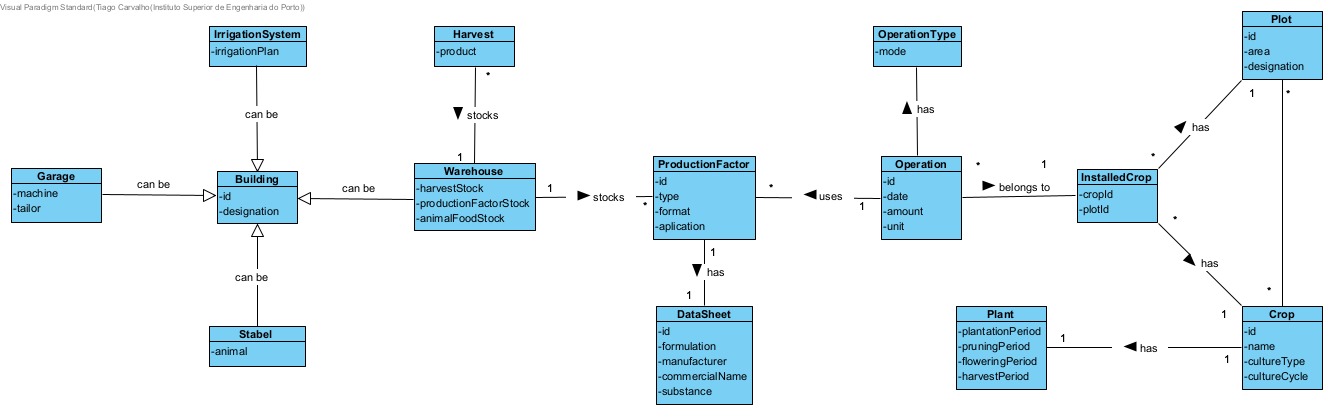 Visual Paradigm Standard(Tiago Carvalho(Instituto Superior de Engenharia do Porto))
IrrigationSystem
-irrigationPlan
can be
Harvest
-product
*
stocks
1
OperationType
-mode
has
Plot
-id
-area
-designation
1
*
has
*
Garage
-machine
-tailor
can be
Building
-id
-designation
can be
Warehouse
-harvestStock
-productionFactorStock
-animalFoodStock
1
stocks
*
ProductionFactor
-id
-type
-format
-aplication
*
uses
1
Operation
-id
-date
-amount
-unit
*
belongs to
1
InstalledCrop
-cropId
-plotId
*
has
1
*
can be
Stabel
-animal
1
has
1
DataSheet
-id
-formulation
-manufacturer
-commercialName
-substance
Plant
-plantationPeriod
-pruningPeriod
-floweringPeriod
-harvestPeriod
1
has
1
Crop
-id
-name
-cultureType
-cultureCycle